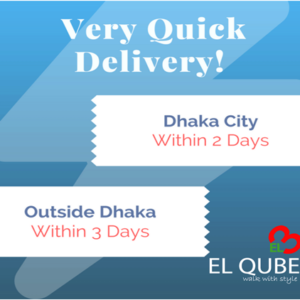 Very Quick
Delivery!
Dhaka City
Within 2 Days
Outside Dhaka
Within 3 Days
EL
EL QUBE
walk with style